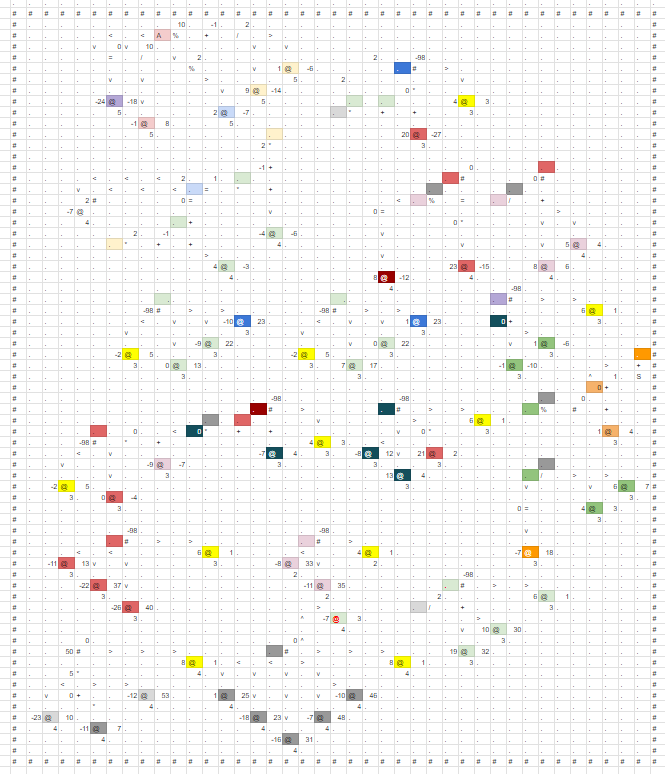 # # # # # # # # # # # # # # # # # # # # # # # # # # # # # # # # # # # # # # # # #
# 10 -1 2 #
# < < A % + / > #
# v 0 v 10 v v #
# = / v 2 2 -98 #
# % v 1 @ -6 # > #
# v v > 5 2 #
# v 9 @ -14 0 * #
# -24 @ -18 v 5 4 @ 3 #
# 5 2 @ -7 * + + 3 #
# -1 @ 8 5 #
# 5 20 @ -27 #
# 2 * 3 #
# #
# -1 + 0 #
# < < < < 2 1 # 0 #
# v < < < = * + #
# 2 # 0 = < % / #
# -7 @ v 0 = > #
# 4 + 0 * v v #
# 2 -1 -4 @ -6 #
# * + + 4 v v 5 @ 4 #
# > 4 #
# 4 @ -3 23 @ -15 8 @ 6 #
# 4 8 @ -12 4 4 #
# 4 -98 #
# # > > #
# -98 # > > -98 # > > 6 @ 1 #
# < v v -10 @ 23 < v v 1 @ 23 0 + 3 #
# v 3 v 3 v v #
# v -9 @ 22 v 0 @ 22 1 @ -6 #
# -2 @ 5 3 -2 @ 5 3 3 #
# 3 0 @ 13 3 7 @ 17 -1 @ -10 > + #
# 3 3 3 ^ 1 S #
# 0 + #
# -98 -98 0 #
# # > # > > > % > #
# 6 @ 1 #
# 0 < 0 * + + v 0 * 3 1 @ 4 #
# -98 # * + 4 @ 3 < 3 #
# < v -7 @ 4 3 -8 @ 12 v 21 @ 2 #
# v -9 @ -7 3 3 3 #
# 3 13 @ 4 / > > #
# -2 @ 5 3 v v 6 @ 7 #
# 3 0 @ -4 3 #
# 3 0 = 4 @ 3 #
# 3 #
# -98 -98 v #
# # > > # > > #
# < < 6 @ 1 < 4 @ 1 -7 @ 18 #
# -11 @ 13 v v 3 -8 @ 33 v 2 3 #
# 3 2 -98 #
# -22 @ 37 v -11 @ 35 # > > #
# 3 2 2 6 @ 1 #
# -26 @ 40 > / + 3 #
# 3 ^ -7 @ 3 > #
# 4 v 10 @ 30 #
# 0 0 ^ 4 #
# 50 # > > > > # > > > 19 @ 32 #
# 8 @ 1 < < < 8 @ 1 3 #
# 5 * 4 v v v v 4 #
# < > > #
# v 0 + -12 @ 53 1 @ 25 v -10 @ 46 #
# * 4 4 4 #
# -23 @ 10 -18 @ 23 v -7 @ 48 #
# 4 -11 @ 7 4 4 #
# 4 -16 @ 31 #
# 4 #
# # # # # # # # # # # # # # # # # # # # # # # # # # # # # # # # # # # # # # # # #